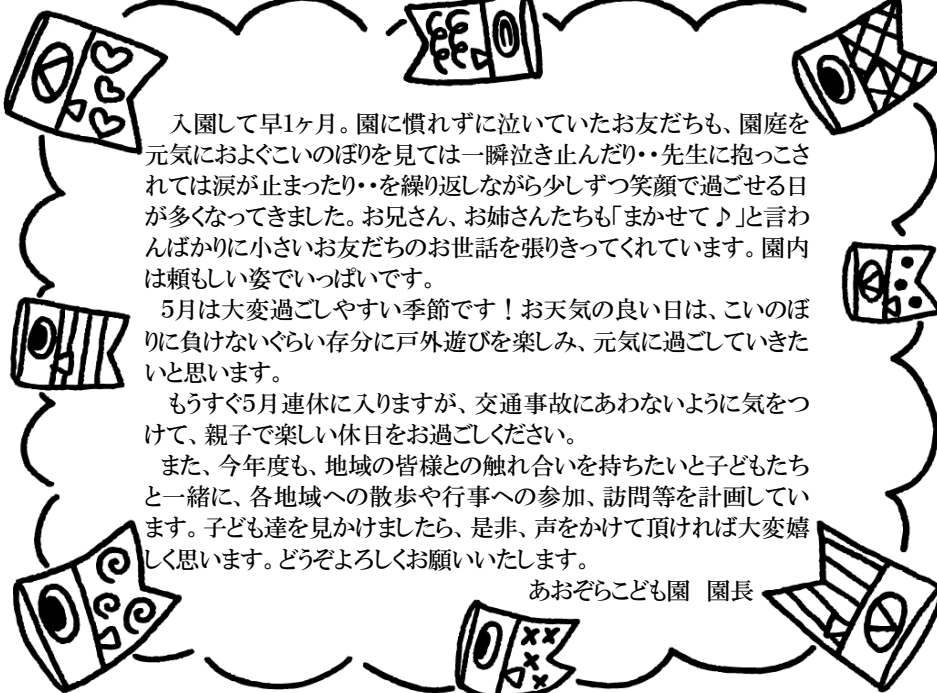 入園して早1ヶ月。園に慣れずに泣いていたお友だちも、園庭を
元気におよぐこいのぼりを見ては一瞬泣き止んだり・・先生に抱っこさ
れては涙が止まったり・・を繰り返しながら少しずつ笑顔で過ごせる日
が多くなってきました。お兄さん、お姉さんたちも「まかせて♪」と言わ
んばかりに小さいお友だちのお世話を張りきってくれています。園内
は頼もしい姿でいっぱいです。
5月は大変過ごしやすい季節です！お天気の良い日は、こいのぼ
りに負けないぐらい存分に戸外遊びを楽しみ、元気に過ごしていきた
いと思います。
もうすぐ5月連休に入りますが、交通事故にあわないように気をつ
けて、親子で楽しい休日をお過ごしください。
また、今年度も、地域の皆様との触れ合いを持ちたいと子どもたち
と一緒に、各地域への散歩や行事への参加、訪問等を計画してい
ます。子ども達を見かけましたら、是非、声をかけて頂ければ大変嬉
しく思います。どうぞよろしくお願いいたします。
あおぞらこども園　園長